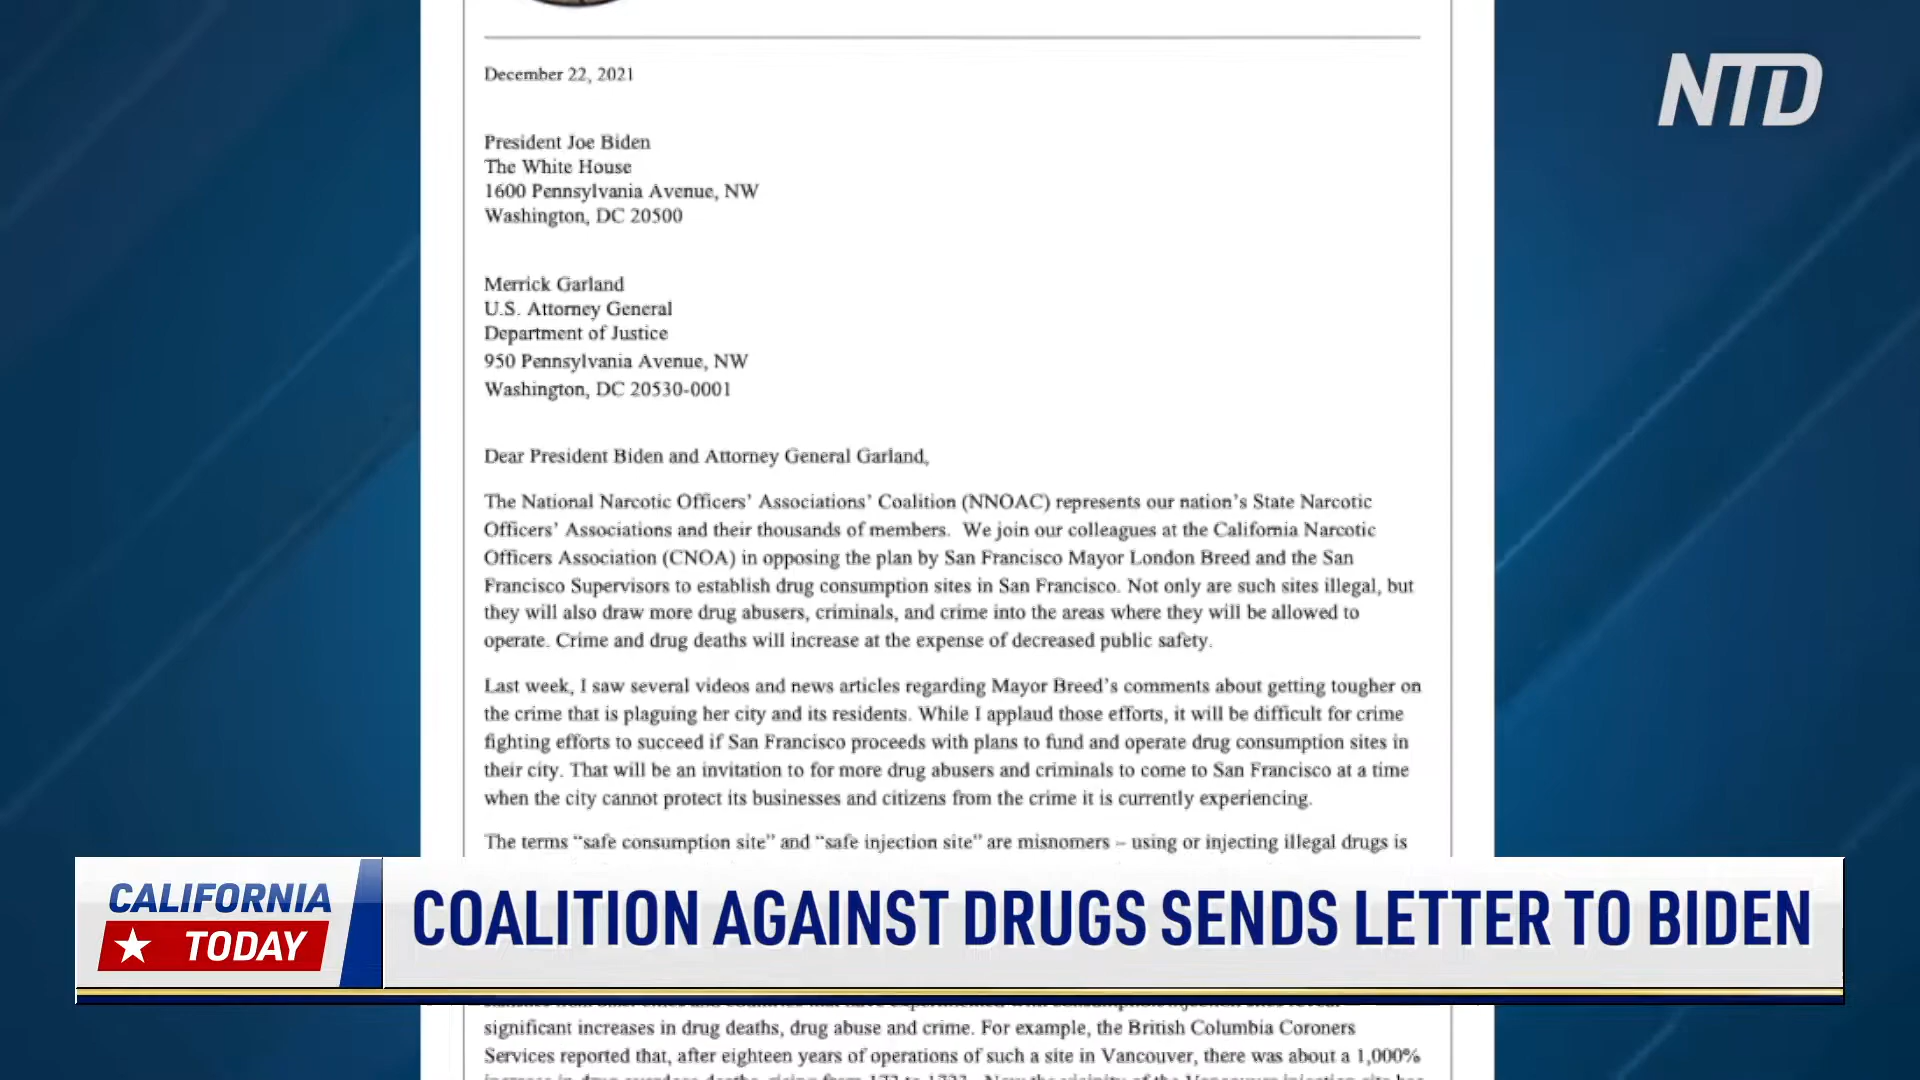 NTD
December 22, 2021
President Joe Biden
The White House
1600 Pennsylvania Avenue, NW
Washington, DC 20500
Merrick Garland
U.S. Attorney General
Department of Justice
950 Pennsylvania Avenue, NW
Washington, DC 20530-0001
Dear President Biden and Attorney General Garland,
The National Narcotic Officers’ Associations’ Coalition (NNOAC) represents our nation’s State Narcotic
Officers’ Associations and their thousands of members. We join our colleagues at the California Narcotic
Officers Association (CNOA) in opposing the plan by San Francisco Mayor London Breed and the San
Francisco Supervisors to establish drug consumption sites in San Francisco. Not only are such sites illegal, but
they will also draw more drug abusers, criminals, and crime into the areas where they will be allowed to
operate. Crime and drug deaths will increase at the expense of decreased public safety.
Last week, I saw several videos and news articles regarding Mayor Breed’s comments about getting tougher on
the crime that is plaguing her city and its residents. While I applaud those efforts, it will be difficult for crime
fighting efforts to succeed if San Francisco proceeds with plans to fund and operate drug consumption sites in
their city. That will be an invitation to for more drug abusers and criminals to come to San Francisco at a time
when the city cannot protect its businesses and citizens from the crime it is currently experiencing.
The terms “safe consumption site” and “safe injection site” are misnomers – using or injecting illegal drugs is
CALIFORNIA
TODAY
COALITION AGAINST DRUGS SENDS LETTER TO BIDEN
significant increases in drug deaths, drug abuse and crime. For example, the British Columbia Coroners
Services reported that, after eighteen years of operations of such a site in Vancouver, there was about a 1,000%